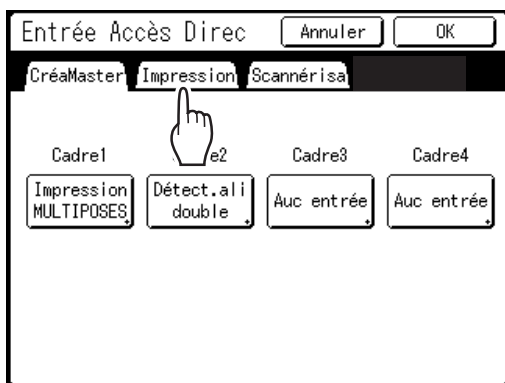 Entrée Accès Direc Annuler OK
CréaMaster Impression Scannérisa
Cadre1 e2 Cadre3 Cadre4
Impression MULTIPOSES Détect.ali double Auc entrée Auc entrée